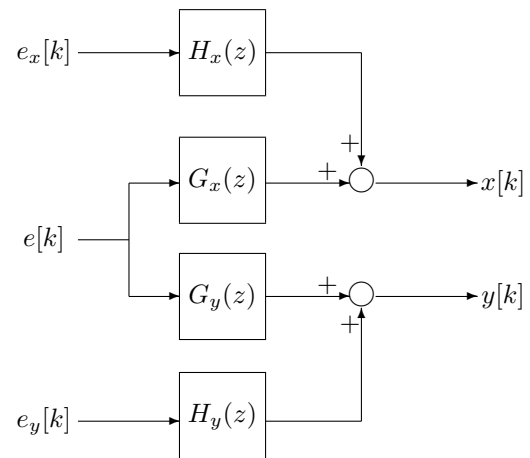 e_x[k] H_x(z)
+
G_x(z) + x[k]
e[k]
G_y(z) + y[k]
+
e_y[k] H_y(z)